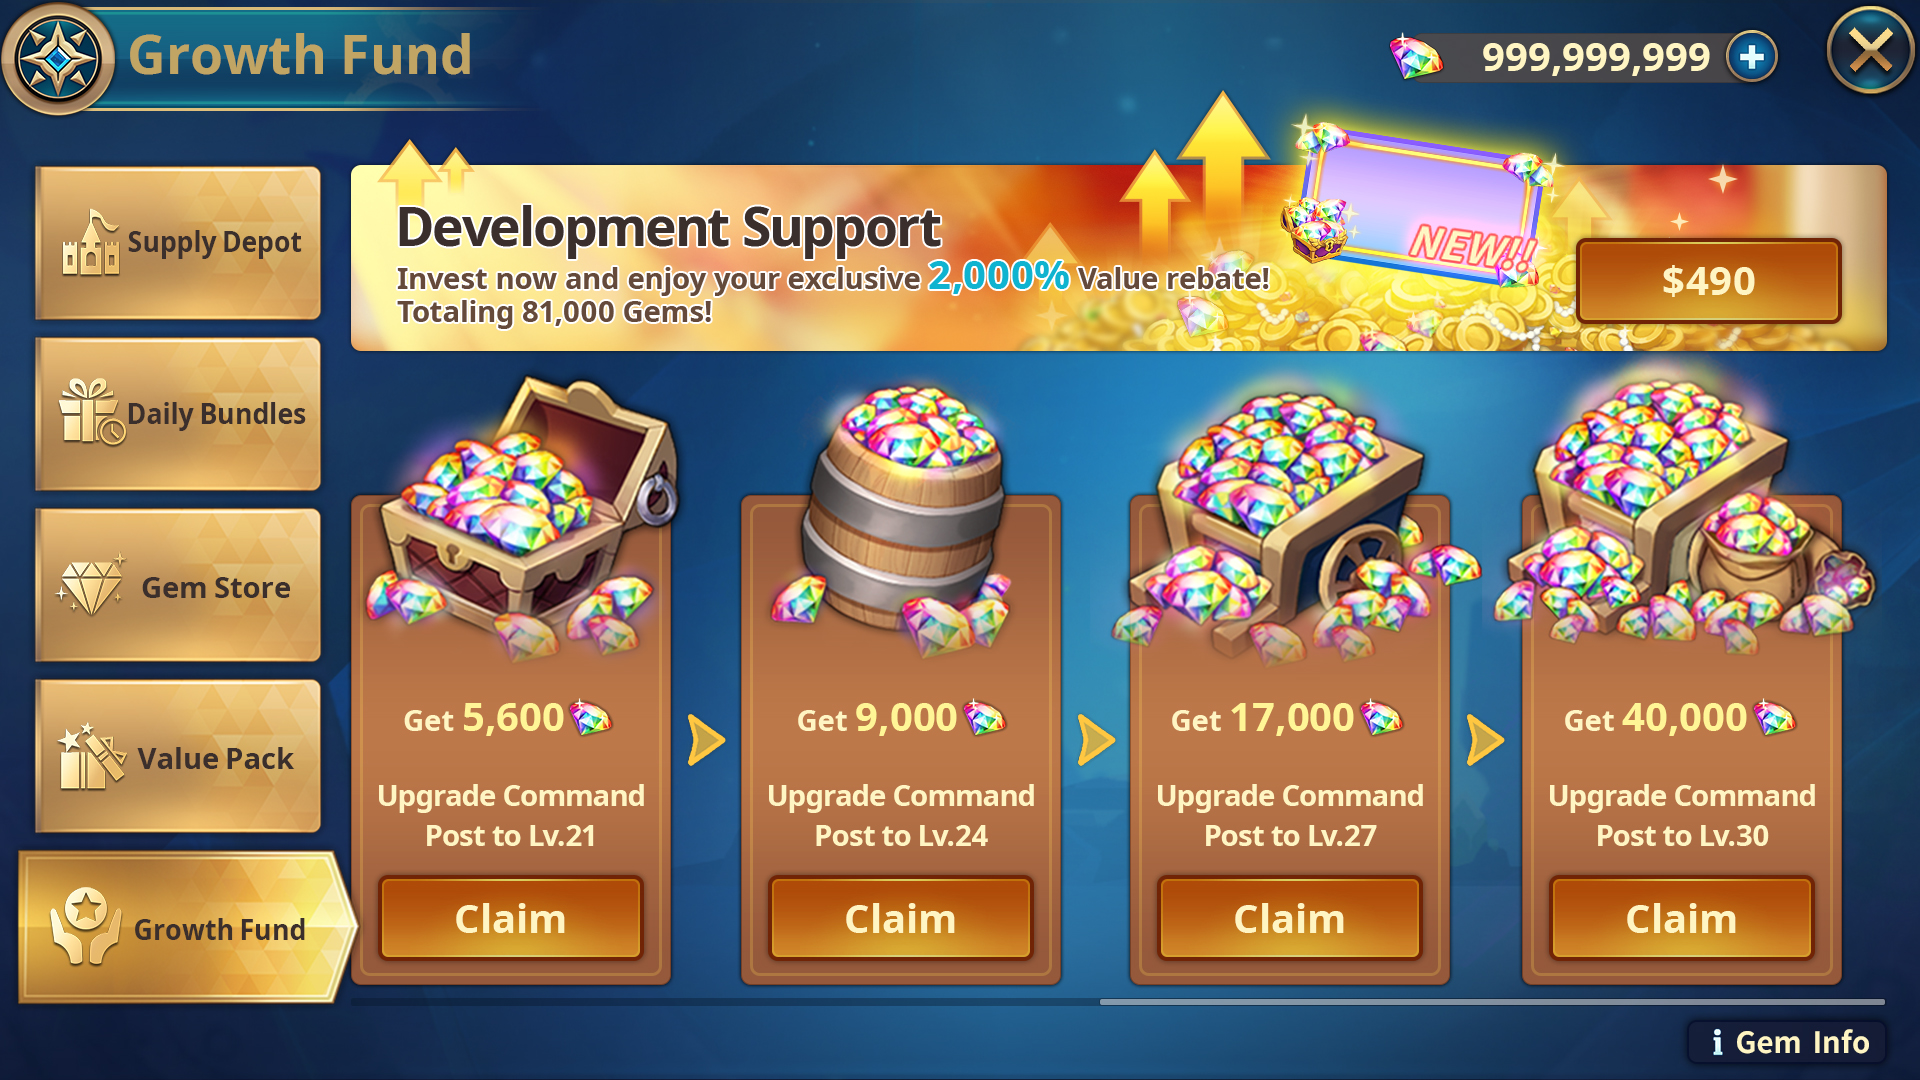 Growth Fund
999,999,999
Supply Depot
Daily Bundles
Gem Store
Value Pack
Growth Fund
Development Support
Invest now and enjoy your exclusive 2,000% Value rebate!
Totaling 81,000 Gems!
NEW!!
$490
Get 5,600
Upgrade Command
Post to Lv.21
Claim
Get 9,000
Upgrade Command
Post to Lv.24
Claim
Get 17,000
Upgrade Command
Post to Lv.27
Claim
Get 40,000
Upgrade Command
Post to Lv.30
Claim
i Gem Info